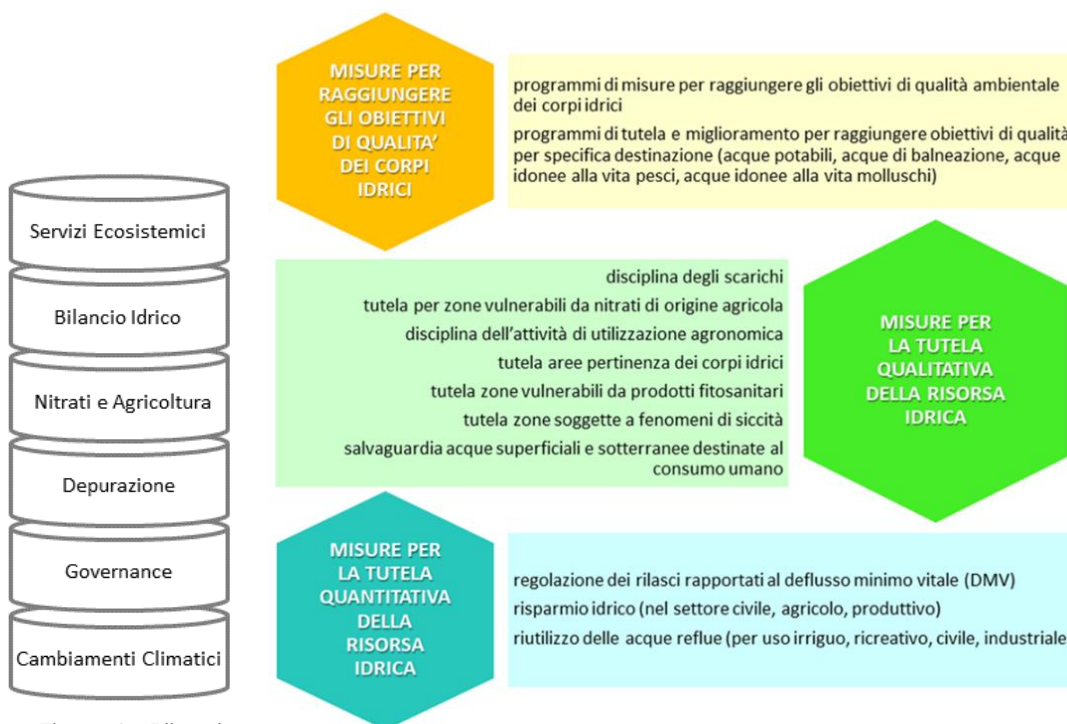 Servizi Ecosistemici
Bilancio Idrico
Nitrati e Agricoltura
Depurazione
Governance
Cambiamenti Climatici
MISURE PER
RAGGIUNGERE
GLI OBIETTIVI
DI QUALITA'
DEI CORPI
IDRICI
programmi di misure per raggiungere gli obiettivi di qualità ambientale
dei corpi idrici
programmi di tutela e miglioramento per raggiungere obiettivi di qualità
per specifica destinazione (acque potabili, acque di balneazione, acque
idonee alla vita pesci, acque idonee alla vita molluschi)
disciplina degli scarichi
tutela per zone vulnerabili da nitrati di origine agricola
disciplina dell'attività di utilizzazione agronomica
tutela aree pertinenza dei corpi idrici
tutela zone vulnerabili da prodotti fitosanitari
tutela zone soggette a fenomeni di siccità
salvaguardia acque superficiali e sotterranee destinate al
consumo umano
MISURE PER
LA TUTELA
QUALITATIVA
DELLA RISORSA
IDRICA
MISURE PER
LA TUTELA
QUANTITATIVA
DELLA
RISORSA
IDRICA
regolazione dei rilasci rapportati al deflusso minimo vitale (DMV)
risparmio idrico (nel settore civile, agricolo, produttivo)
riutilizzo delle acque reflue (per uso irriguo, ricreativo, civile, industriale